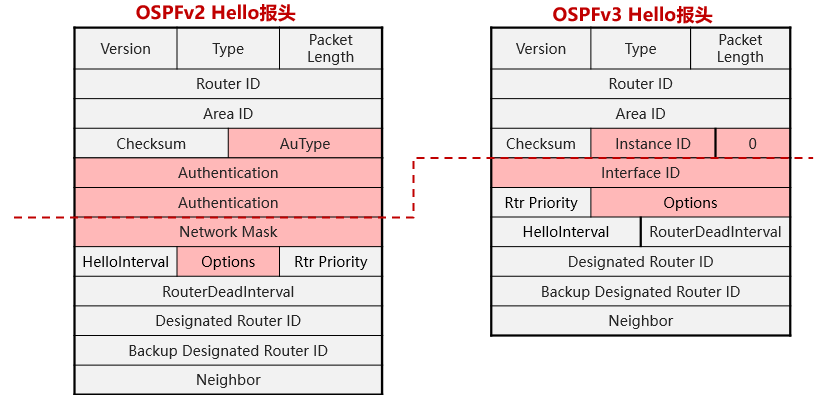 OSPFv2 Hello报头
Version Type Packet Length
Router ID
Area ID
Checksum AuType
Authentication
Authentication
Network Mask
HelloInterval Options Rtr Priority
RouterDeadInterval
Designated Router ID
Backup Designated Router ID
Neighbor
OSPFv3 Hello报头
Version Type Packet Length
Router ID
Area ID
Checksum Instance ID 0
Interface ID
Rtr Priority Options
HelloInterval RouterDeadInterval
Designated Router ID
Backup Designated Router ID
Neighbor